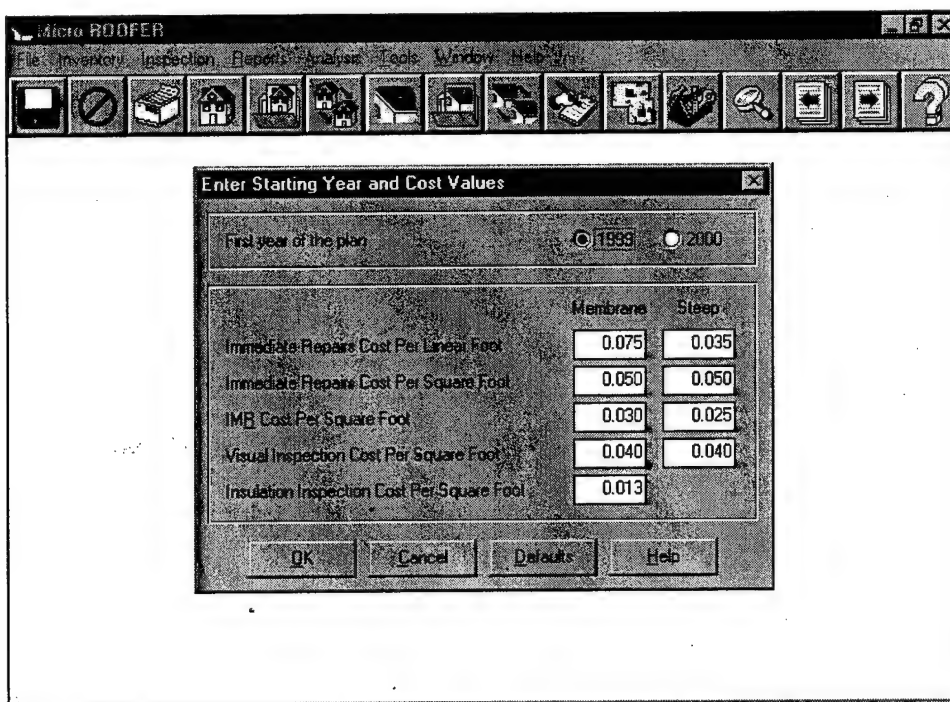 Micro ROOFER
File Inventory Inspection Reports Analysis Tools Window Help
Enter Starting Year and Cost Values
First year of the plan 1999 2000
Membrane Steep
Immediate Repairs Cost Per Linear Foot 0.075 0.035
Immediate Repairs Cost Per Square Foot 0.050 0.050
IMR Cost Per Square Foot 0.030 0.025
Visual Inspection Cost Per Square Foot 0.040 0.040
Insulation Inspection Cost Per Square Foot 0.013
OK Cancel Defaults Help